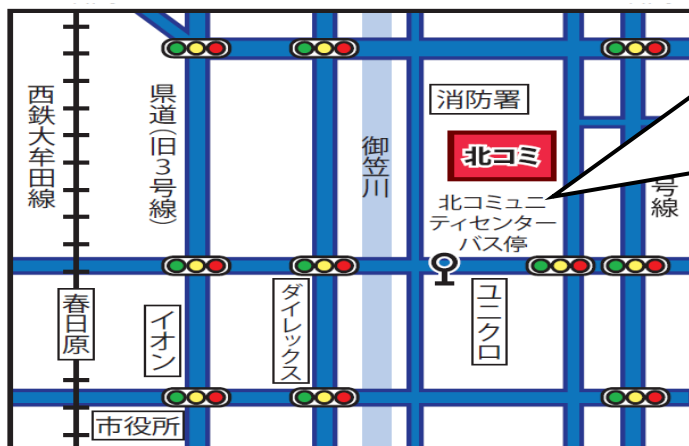 西鉄大牟田線
県道(旧3号線)
御笠川
消防署
北コミ
号線
北コミュニ
ティセンター
バス停
春日原
イオン
ダイレックス
ユニクロ
市役所